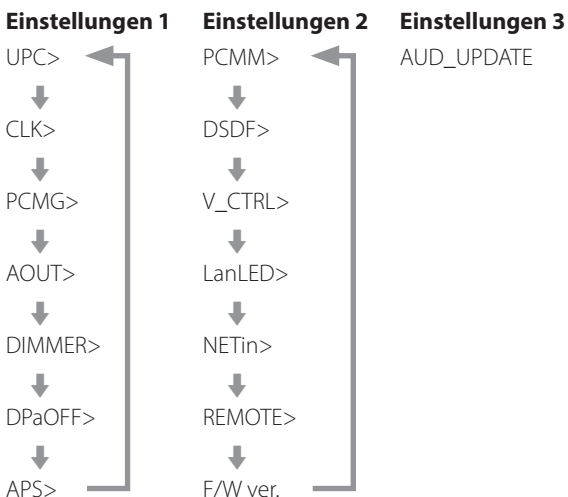 Einstellungen 1
UPC>
CLK>
PCMG>
AOUT>
DIMMER>
DPaOFF>
APS>
Einstellungen 2
PCMM>
DSDF>
V_CTRL>
LanLED>
NETin>
REMOTE>
F/W ver.
Einstellungen 3
AUD_UPDATE